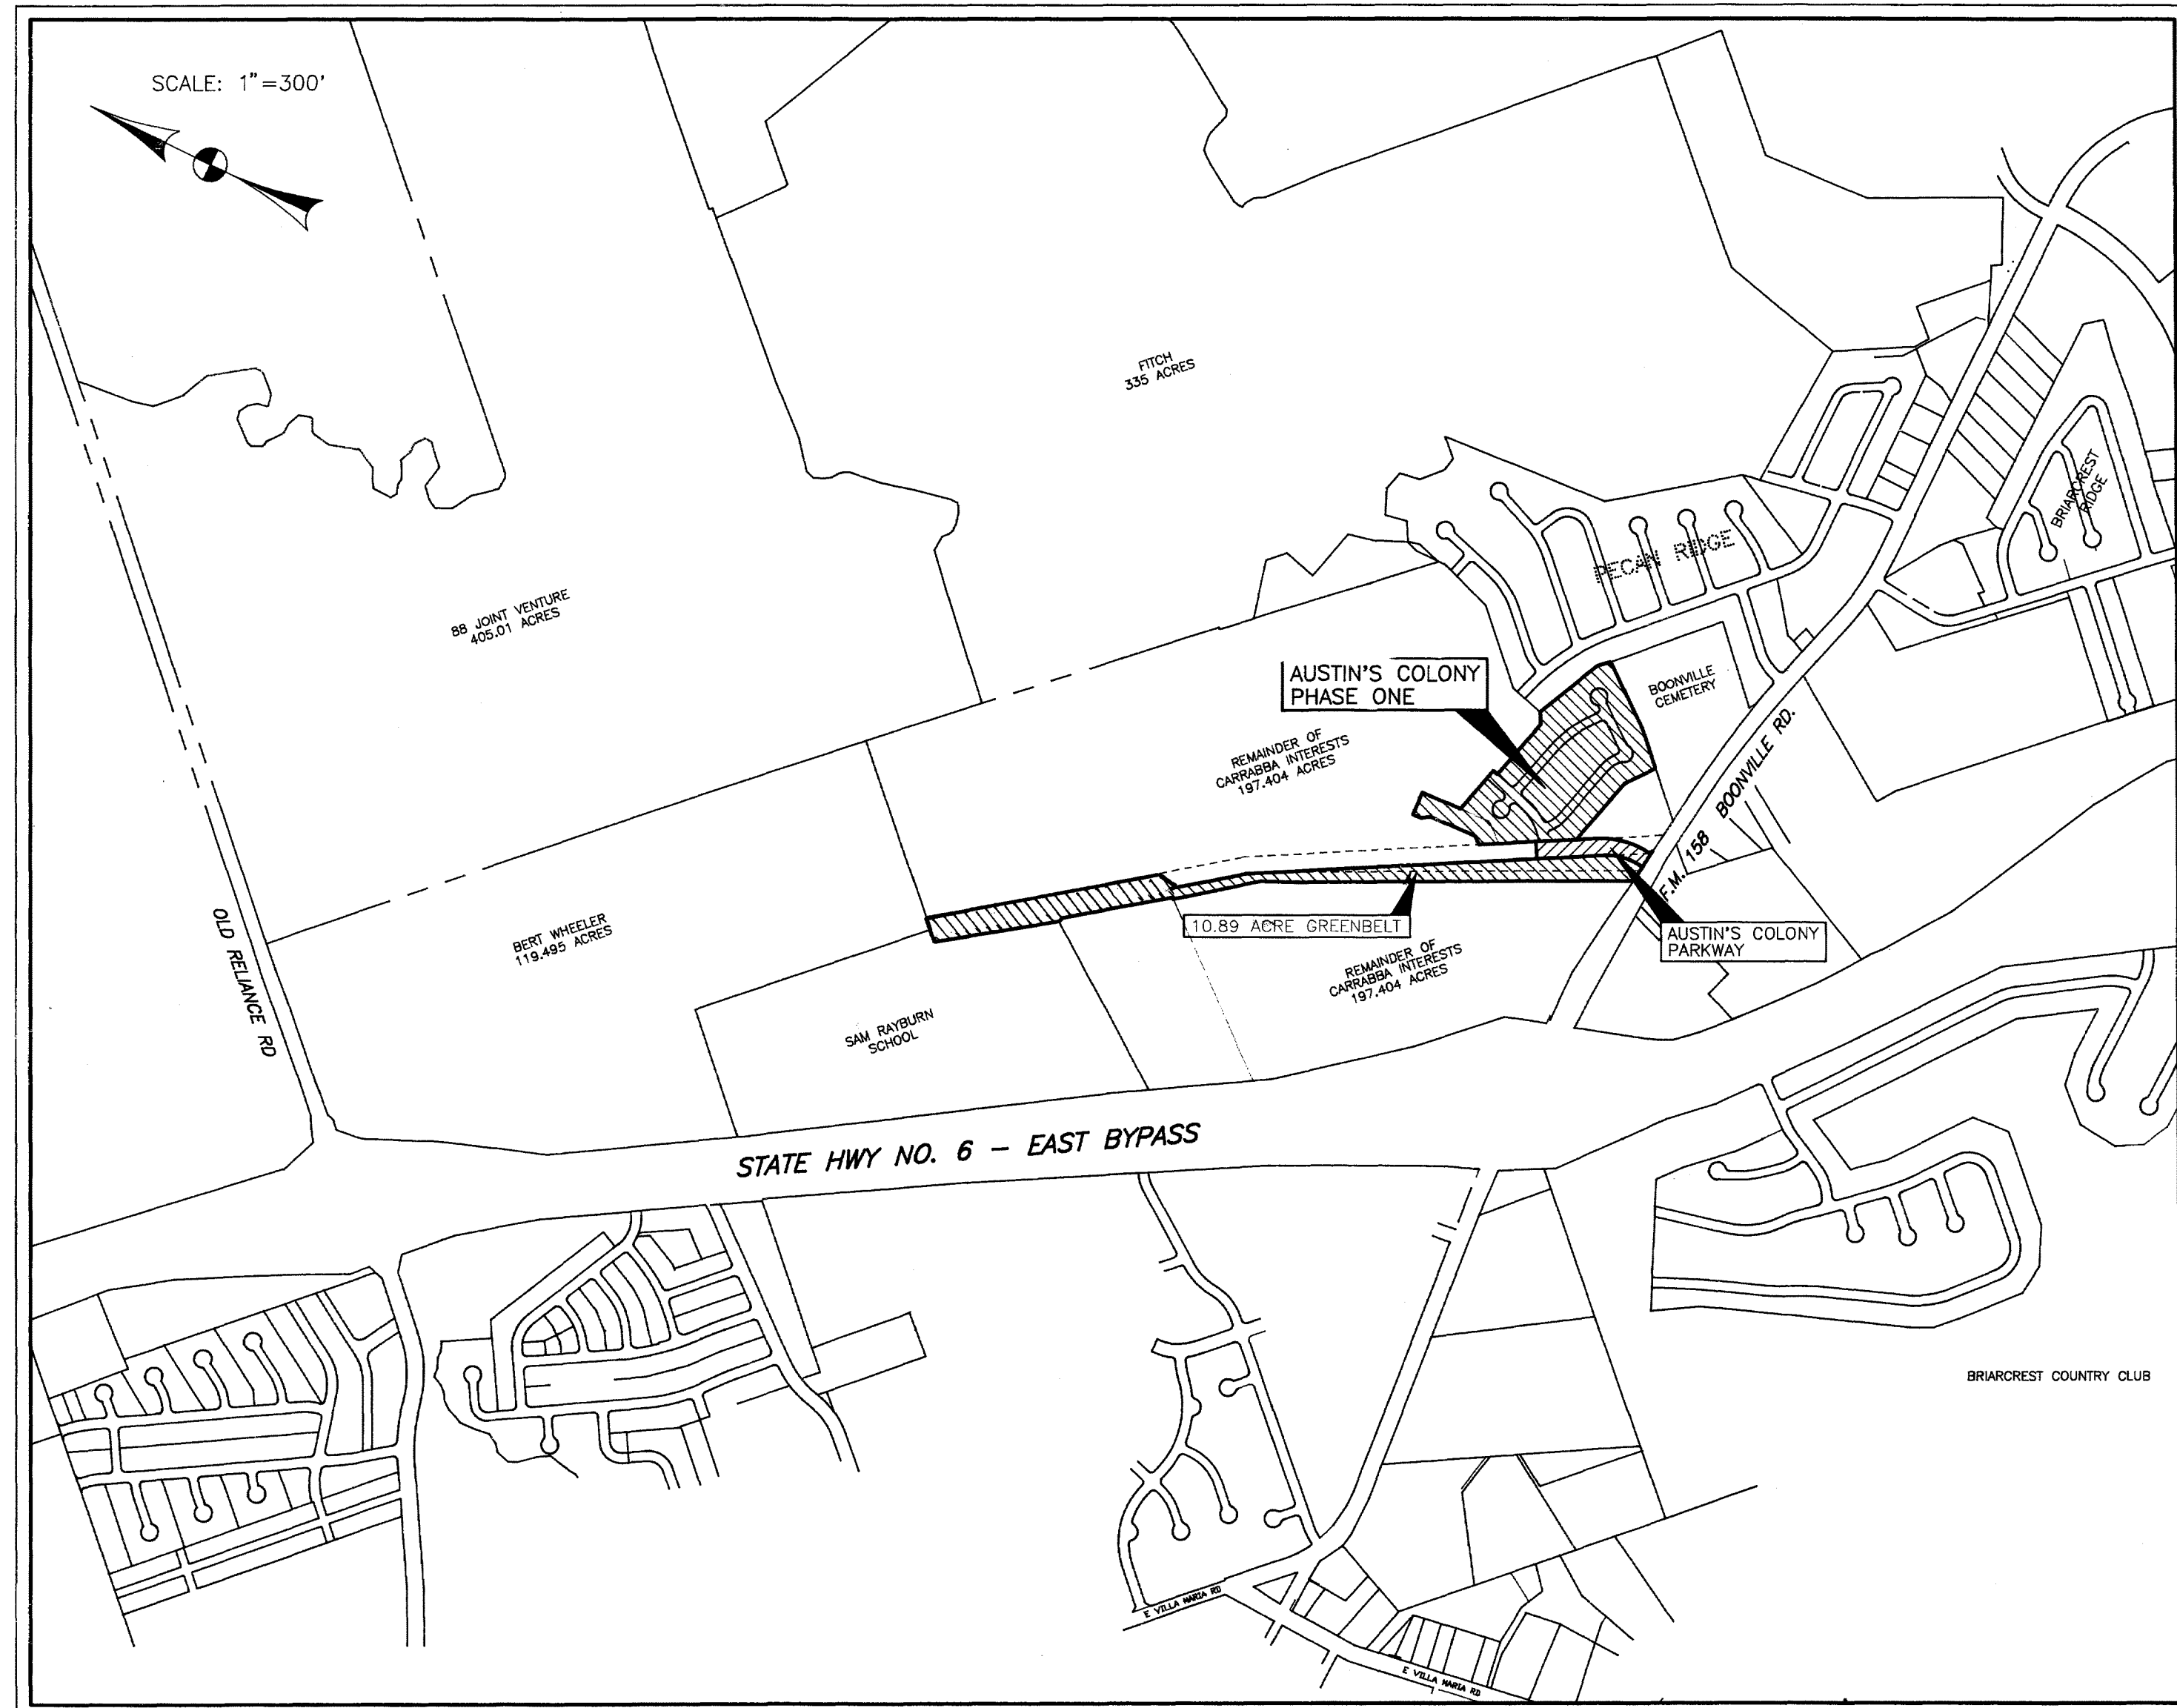 SCALE: 1"=300'
FITCH
335 ACRES
BRIARCREST
RIDGE
PECAN RIDGE
88 JOINT VENTURE
405.01 ACRES
AUSTIN'S COLONY
PHASE ONE
BOONVILLE
CEMETERY
REMAINDER OF
CARRABBA INTERESTS
197.404 ACRES
F.M. 158 BOONVILLE RD.
OLD RELIANCE RD
BERT WHEELER
119.495 ACRES
10.89 ACRE GREENBELT
AUSTIN'S COLONY
PARKWAY
REMAINDER OF
CARRABBA INTERESTS
197.404 ACRES
SAM RAYBURN
SCHOOL
STATE HWY NO. 6 – EAST BYPASS
BRIARCREST COUNTRY CLUB
E VILLA MARIA RD
E VILLA MARIA RD